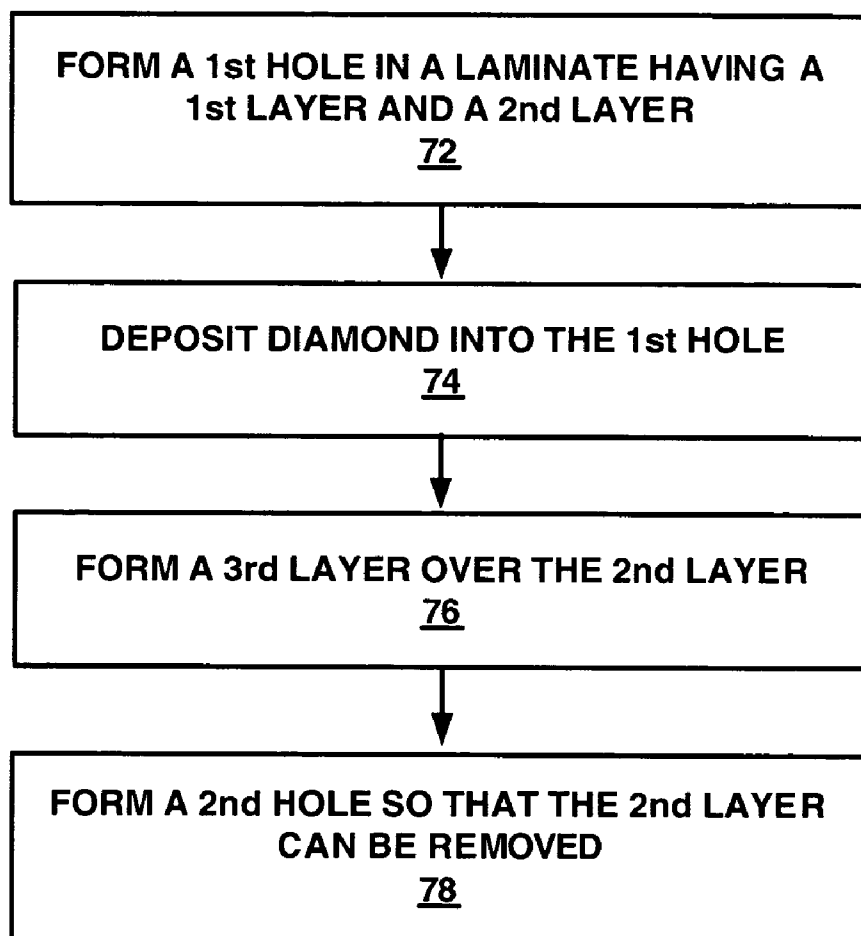 FORM A 1st HOLE IN A LAMINATE HAVING A
1st LAYER AND A 2nd LAYER
72
DEPOSIT DIAMOND INTO THE 1st HOLE
74
FORM A 3rd LAYER OVER THE 2nd LAYER
76
FORM A 2nd HOLE SO THAT THE 2nd LAYER
CAN BE REMOVED
78